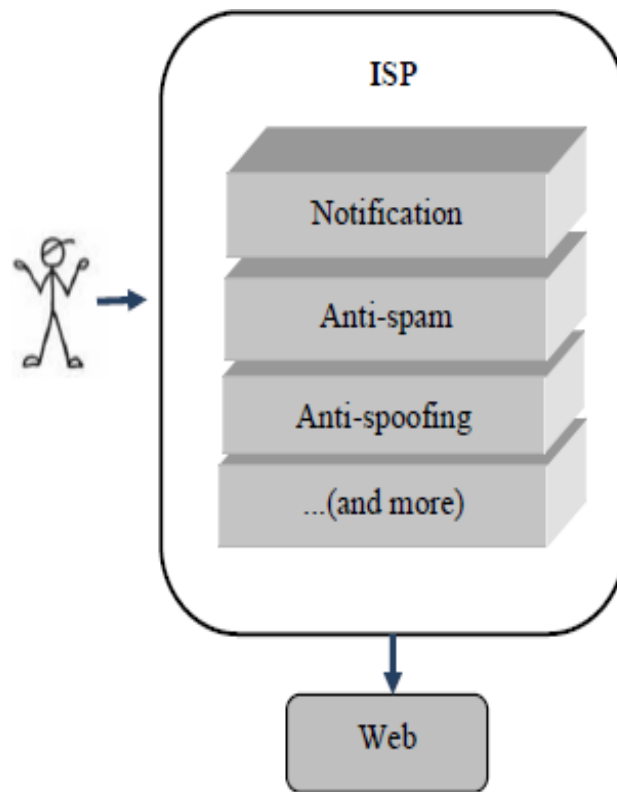 ISP
Notification
Anti-spam
Anti-spoofing
...(and more)
Web